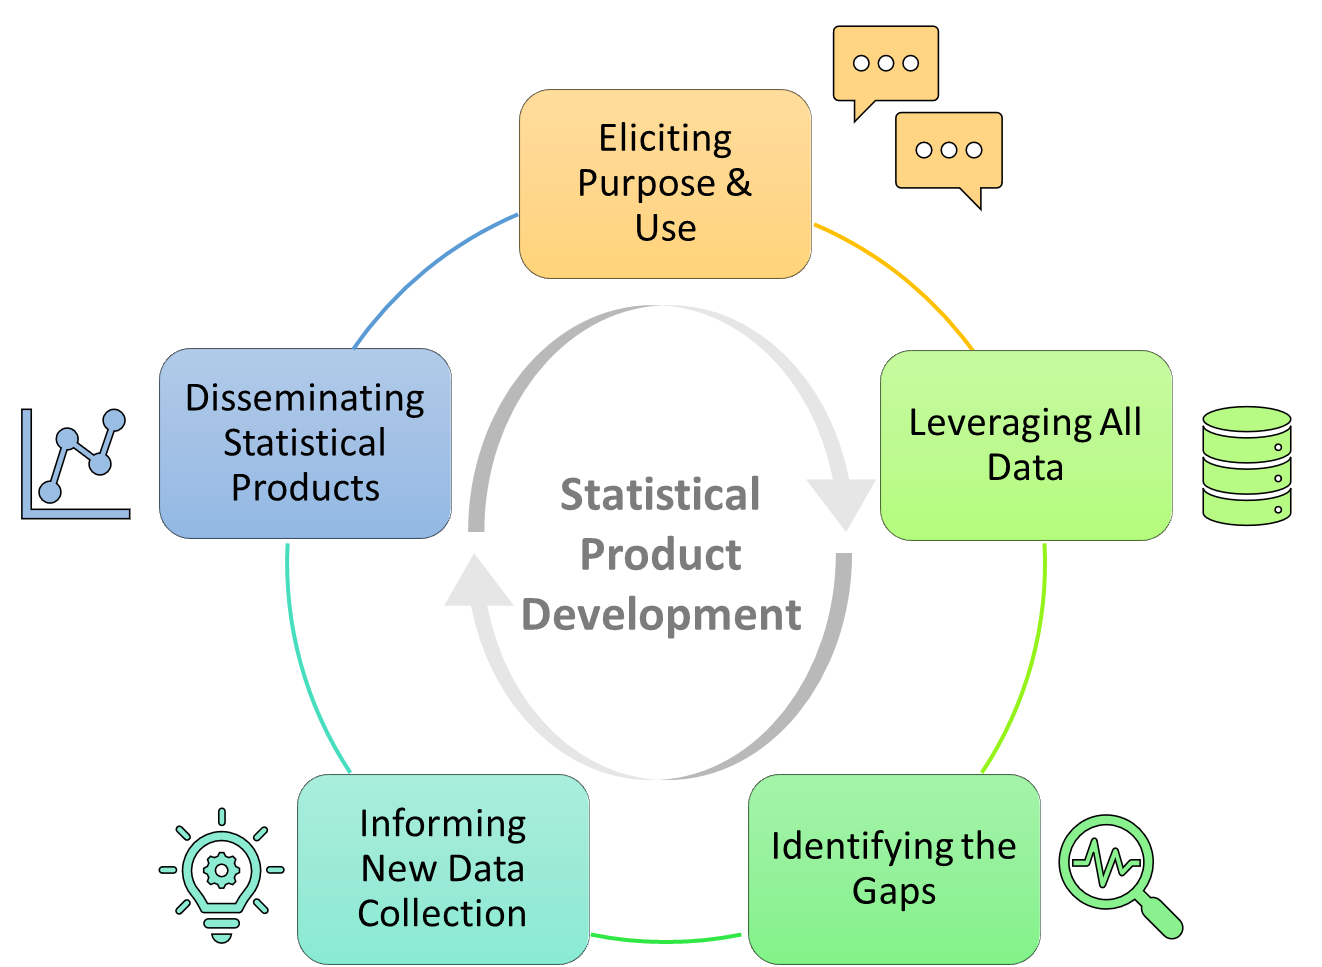 Eliciting
Purpose &
Use
Leveraging All
Data
Identifying the
Gaps
Informing
New Data
Collection
Disseminating
Statistical
Products
Statistical
Product
Development